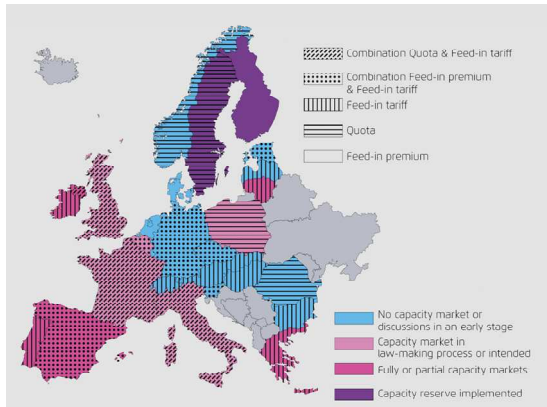 Combination Quota & Feed-in tariff
Combination Feed-in premium
& Feed-in tariff
Feed-in tariff
Quota
Feed-in premium
No capacity market or
discussions in an early stage
Capacity market in
law-making process or intended
Fully or partial capacity markets
Capacity reserve implemented